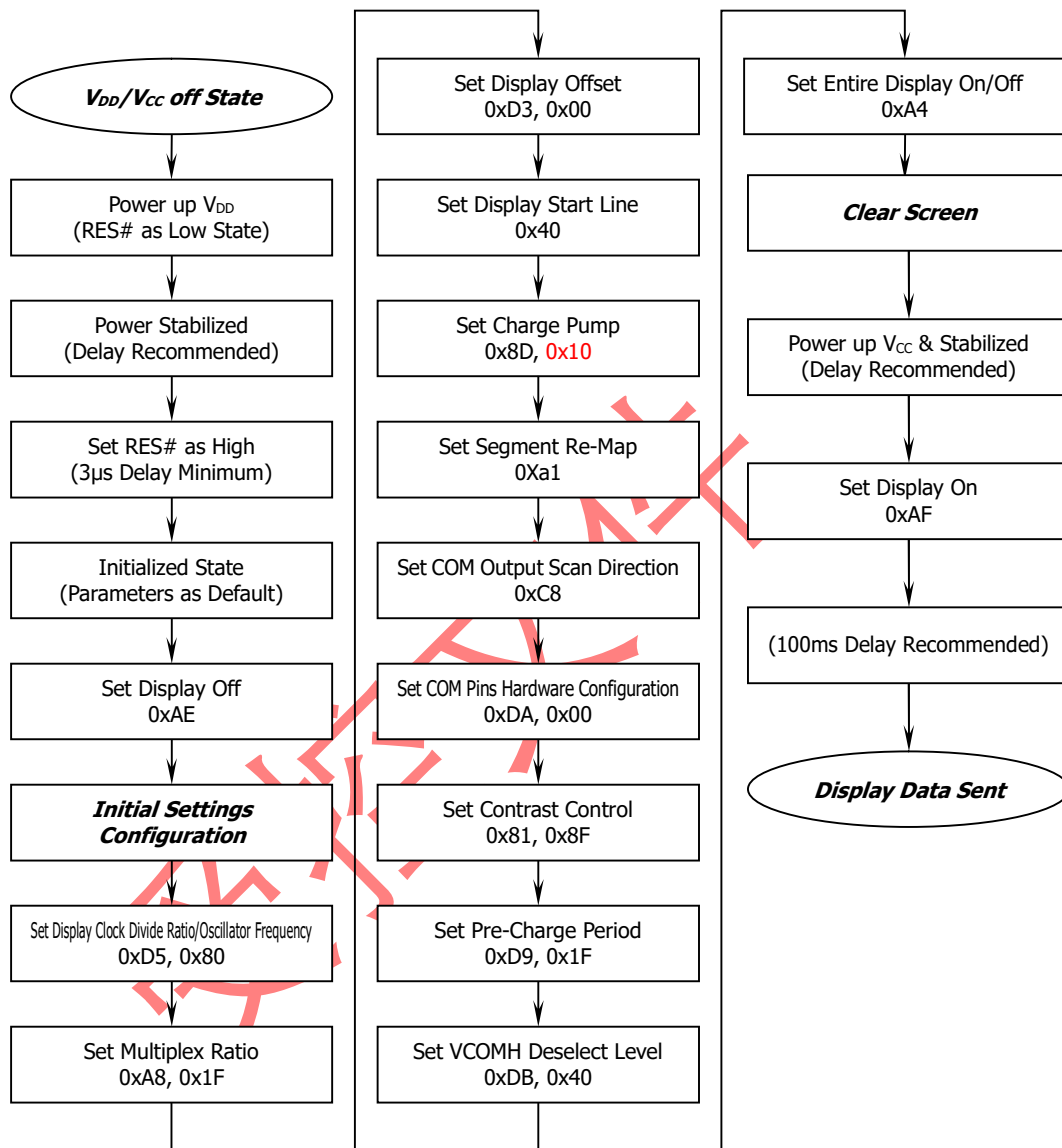 V_DD/V_CC off State
Power up V_DD
(RES# as Low State)
Power Stabilized
(Delay Recommended)
Set RES# as High
(3μs Delay Minimum)
Initialized State
(Parameters as Default)
Set Display Off
0xAE
Initial Settings
Configuration
Set Display Clock Divide Ratio/Oscillator Frequency
0xD5, 0x80
Set Multiplex Ratio
0xA8, 0x1F
Set Display Offset
0xD3, 0x00
Set Display Start Line
0x40
Set Charge Pump
0x8D, 0x10
Set Segment Re-Map
0Xa1
Set COM Output Scan Direction
0xC8
Set COM Pins Hardware Configuration
0xDA, 0x00
Set Contrast Control
0x81, 0x8F
Set Pre-Charge Period
0xD9, 0x1F
Set VCOMH Deselect Level
0xDB, 0x40
Set Entire Display On/Off
0xA4
Clear Screen
Power up V_CC & Stabilized
(Delay Recommended)
Set Display On
0xAF
(100ms Delay Recommended)
Display Data Sent